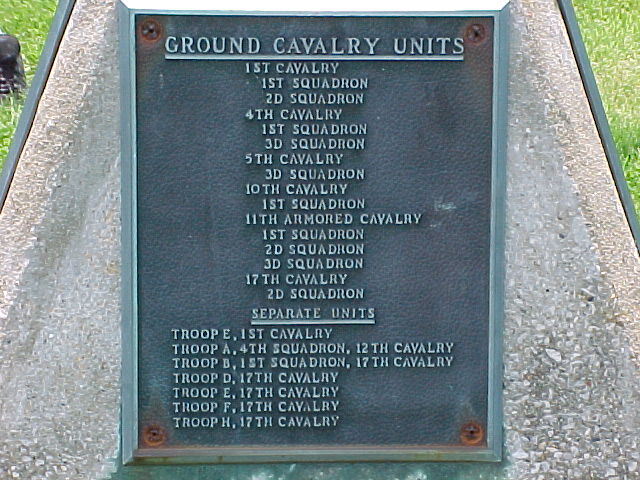 GROUND CAVALRY UNITS
1ST CAVALRY
1ST SQUADRON
2D SQUADRON
4TH CAVALRY
1ST SQUADRON
3D SQUADRON
5TH CAVALRY
3D SQUADRON
10TH CAVALRY
1ST SQUADRON
11TH ARMORED CAVALRY
1ST SQUADRON
2D SQUADRON
3D SQUADRON
17TH CAVALRY
2D SQUADRON
SEPARATE UNITS
TROOP E, 1ST CAVALRY
TROOP A, 4TH SQUADRON, 12TH CAVALRY
TROOP B, 1ST SQUADRON, 17TH CAVALRY
TROOP D, 17TH CAVALRY
TROOP E, 17TH CAVALRY
TROOP F, 17TH CAVALRY
TROOP H, 17TH CAVALRY